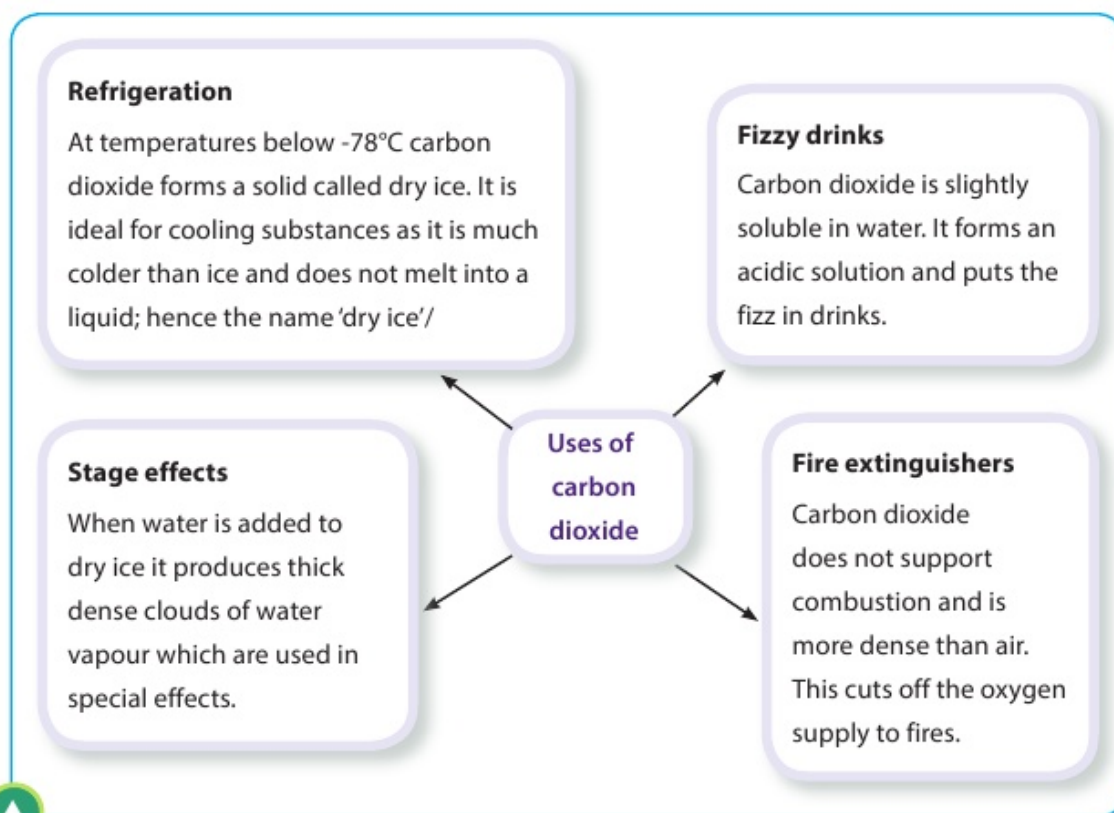 Refrigeration
At temperatures below -78°C carbon
dioxide forms a solid called dry ice. It is
ideal for cooling substances as it is much
colder than ice and does not melt into a
liquid; hence the name ‘dry ice’/
Fizzy drinks
Carbon dioxide is slightly
soluble in water. It forms an
acidic solution and puts the
fizz in drinks.
Uses of
carbon
dioxide
Stage effects
When water is added to
dry ice it produces thick
dense clouds of water
vapour which are used in
special effects.
Fire extinguishers
Carbon dioxide
does not support
combustion and is
more dense than air.
This cuts off the oxygen
supply to fires.